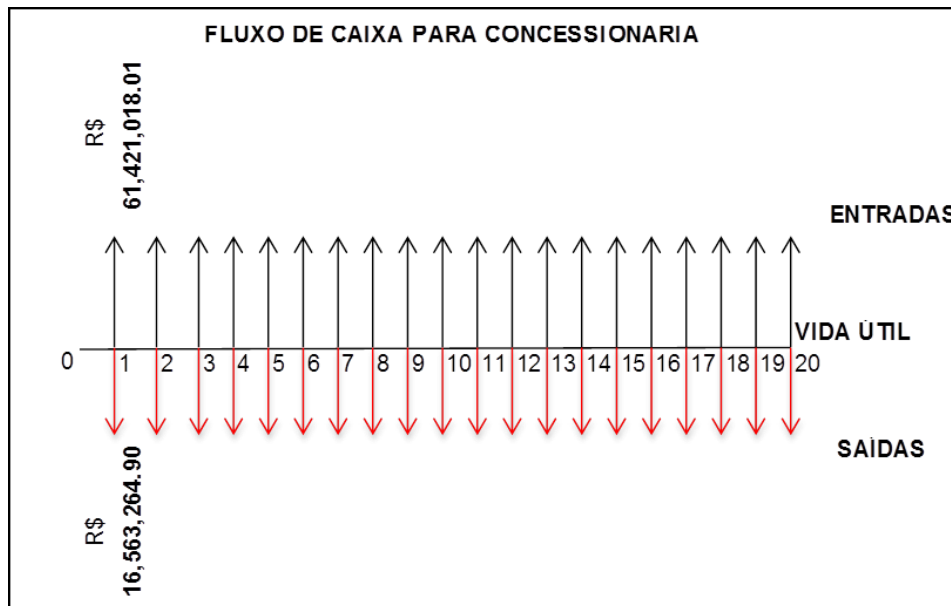 FLUXO DE CAIXA PARA CONCESSIONARIA
R$
61,421,018.01
ENTRADAS
VIDA ÚTIL
0 1 2 3 4 5 6 7 8 9 10 11 12 13 14 15 16 17 18 19 20
SAÍDAS
R$
16,563,264.90